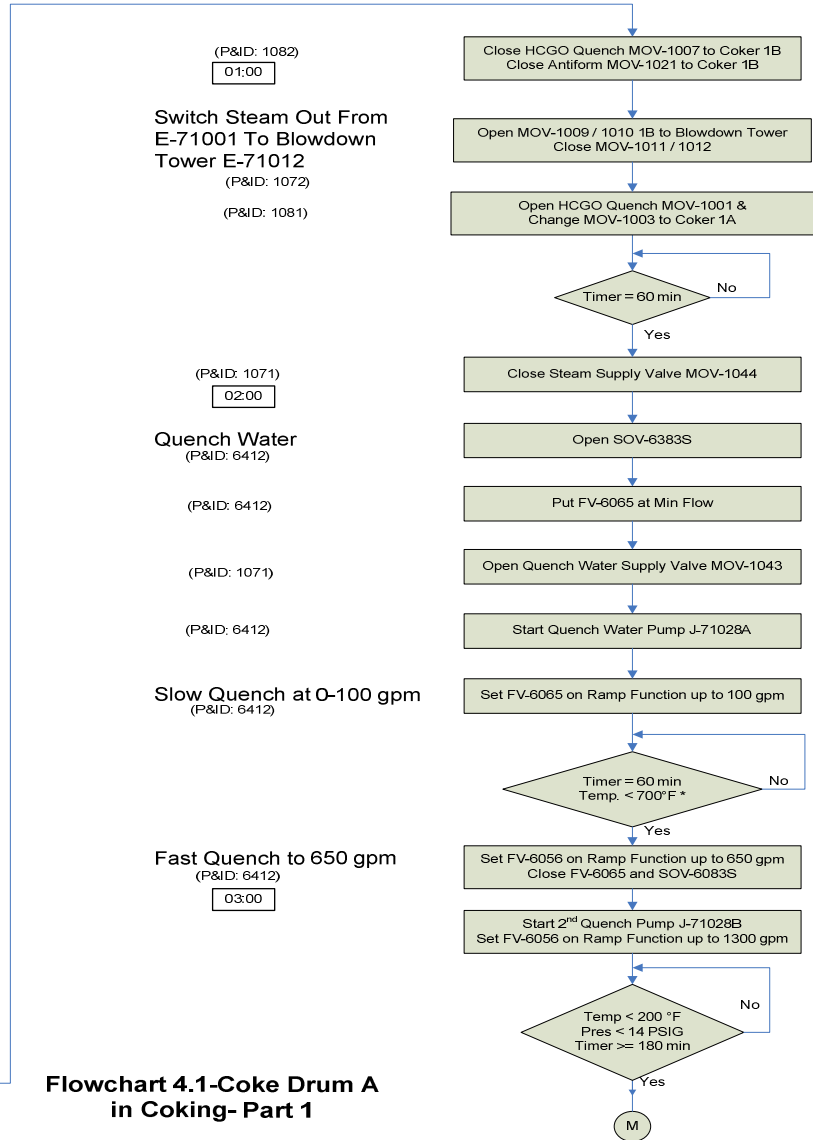 (P&ID: 1082)
01:00
Close HCGO Quench MOV-1007 to Coker 1B
Close Antiform MOV-1021 to Coker 1B
Switch Steam Out From
E-71001 To Blowdown
Tower E-71012
(P&ID: 1072)
Open MOV-1009 / 1010 1B to Blowdown Tower
Close MOV-1011 / 1012
(P&ID: 1081)
Open HCGO Quench MOV-1001 &
Change MOV-1003 to Coker 1A
Timer = 60 min
No
Yes
(P&ID: 1071)
02:00
Close Steam Supply Valve MOV-1044
Quench Water
(P&ID: 6412)
Open SOV-6383S
(P&ID: 6412)
Put FV-6065 at Min Flow
(P&ID: 1071)
Open Quench Water Supply Valve MOV-1043
(P&ID: 6412)
Start Quench Water Pump J-71028A
Slow Quench at 0-100 gpm
(P&ID: 6412)
Set FV-6065 on Ramp Function up to 100 gpm
Timer = 60 min
Temp. < 700°F *
No
Yes
Fast Quench to 650 gpm
(P&ID: 6412)
03:00
Set FV-6056 on Ramp Function up to 650 gpm
Close FV-6065 and SOV-6083S
Start 2nd Quench Pump J-71028B
Set FV-6056 on Ramp Function up to 1300 gpm
Temp < 200 °F
Pres < 14 PSIG
Timer >= 180 min
No
Yes
M
Flowchart 4.1-Coke Drum A
in Coking- Part 1